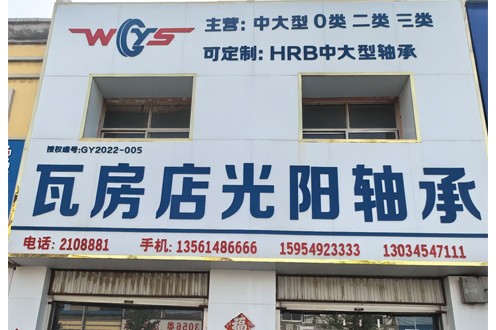 WCYS
主营: 中大型 0类 二类 三类
可定制: HRB中大型轴承
授权编号:GY2022-005
瓦房店光阳轴承
电话: 2108881 手机: 13561486666 15954923333 13034547111
福